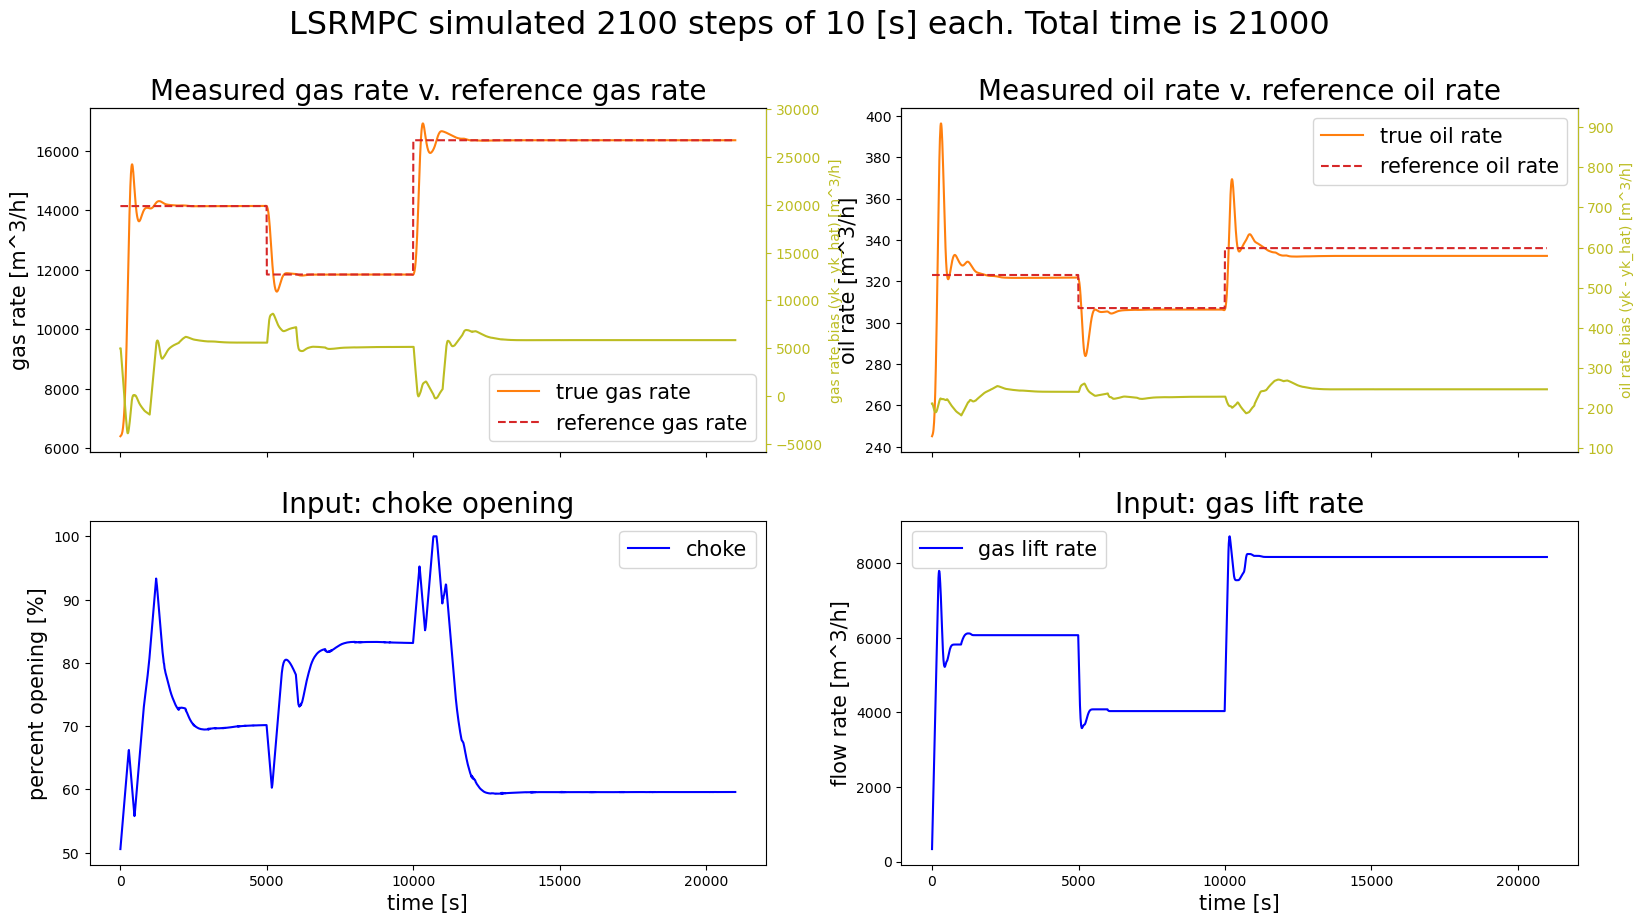 LSRMPC simulated 2100 steps of 10 [s] each. Total time is 21000
Measured gas rate v. reference gas rate
gas rate [m^3/h]
16000
14000
12000
10000
8000
6000
30000
25000
20000
15000
10000
5000
0
−5000
gas rate bias (yk - yk_hat) [m^3/h]
true gas rate
reference gas rate
Measured oil rate v. reference oil rate
oil rate [m^3/h]
400
380
360
340
320
300
280
260
240
900
800
700
600
500
400
300
200
100
oil rate bias (yk - yk_hat) [m^3/h]
true oil rate
reference oil rate
Input: choke opening
percent opening [%]
100
90
80
70
60
50
choke
0
5000
10000
15000
20000
time [s]
Input: gas lift rate
flow rate [m^3/h]
8000
6000
4000
2000
0
gas lift rate
0
5000
10000
15000
20000
time [s]